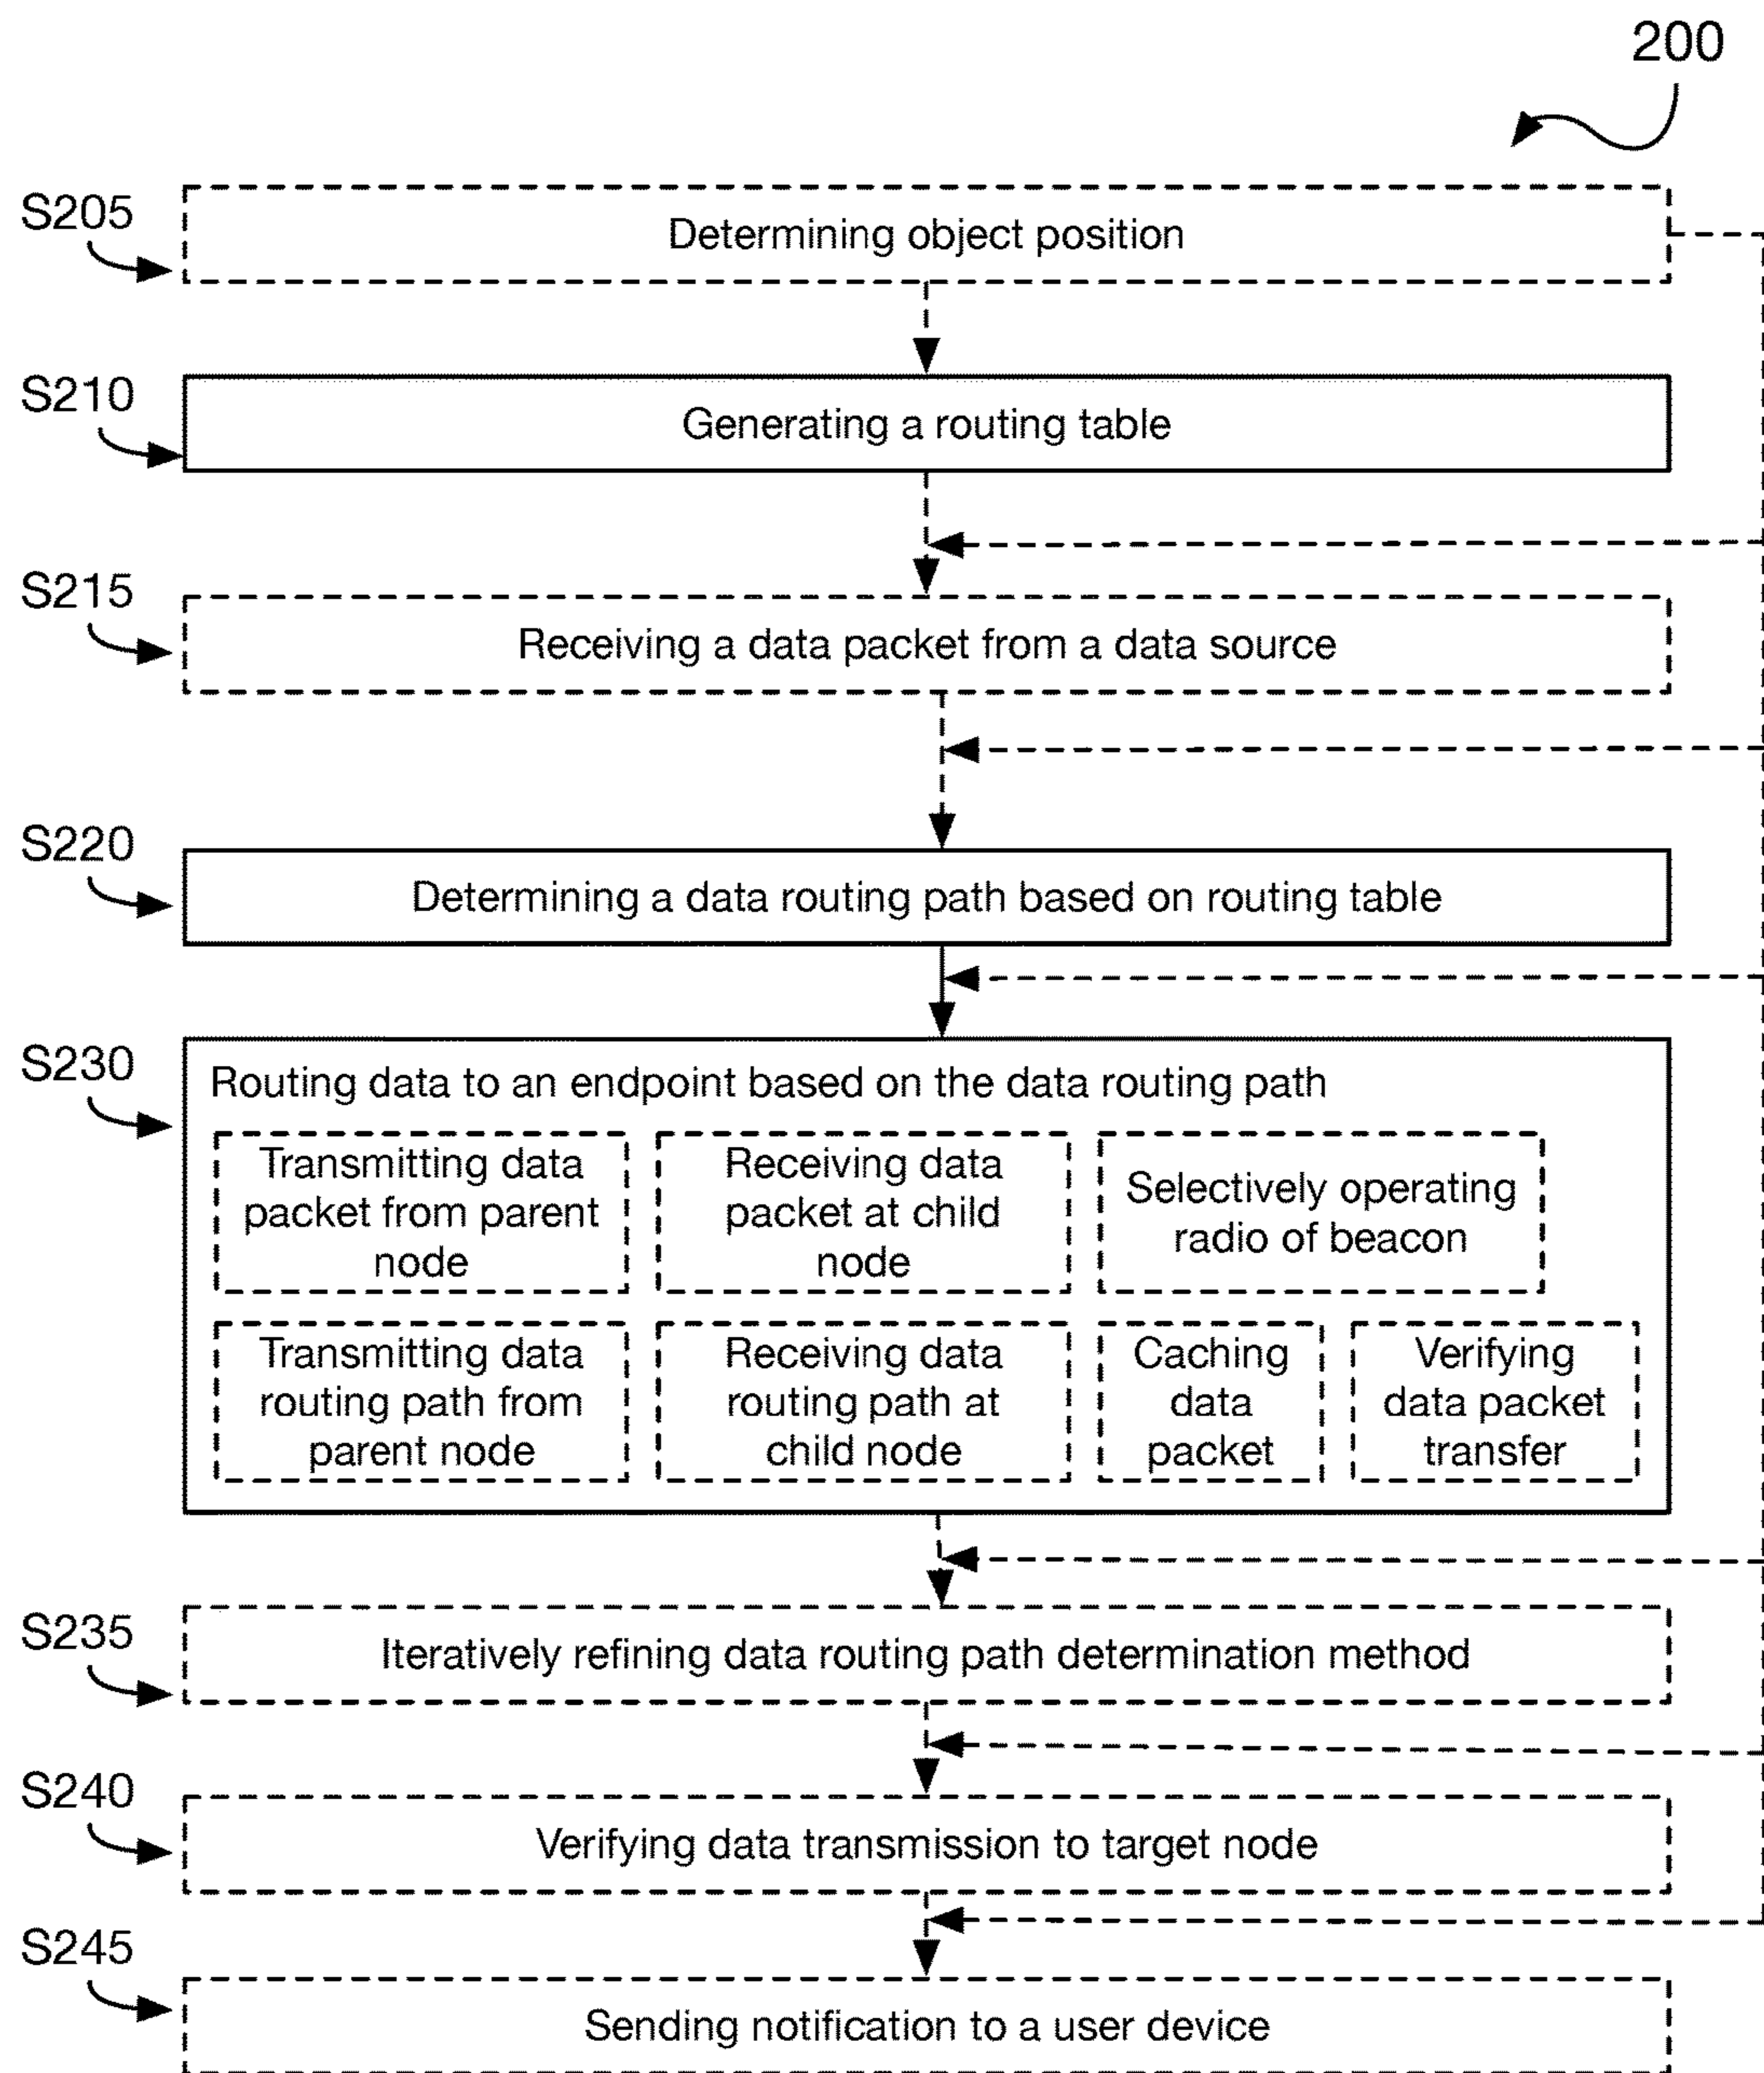 200
S205
Determining object position
S210
Generating a routing table
S215
Receiving a data packet from a data source
S220
Determining a data routing path based on routing table
S230
Routing data to an endpoint based on the data routing path
Transmitting data
packet from parent
node
Receiving data
packet at child
node
Selectively operating
radio of beacon
Transmitting data
routing path from
parent node
Receiving data
routing path at
child node
Caching
data
packet
Verifying
data packet
transfer
S235
Iteratively refining data routing path determination method
S240
Verifying data transmission to target node
S245
Sending notification to a user device